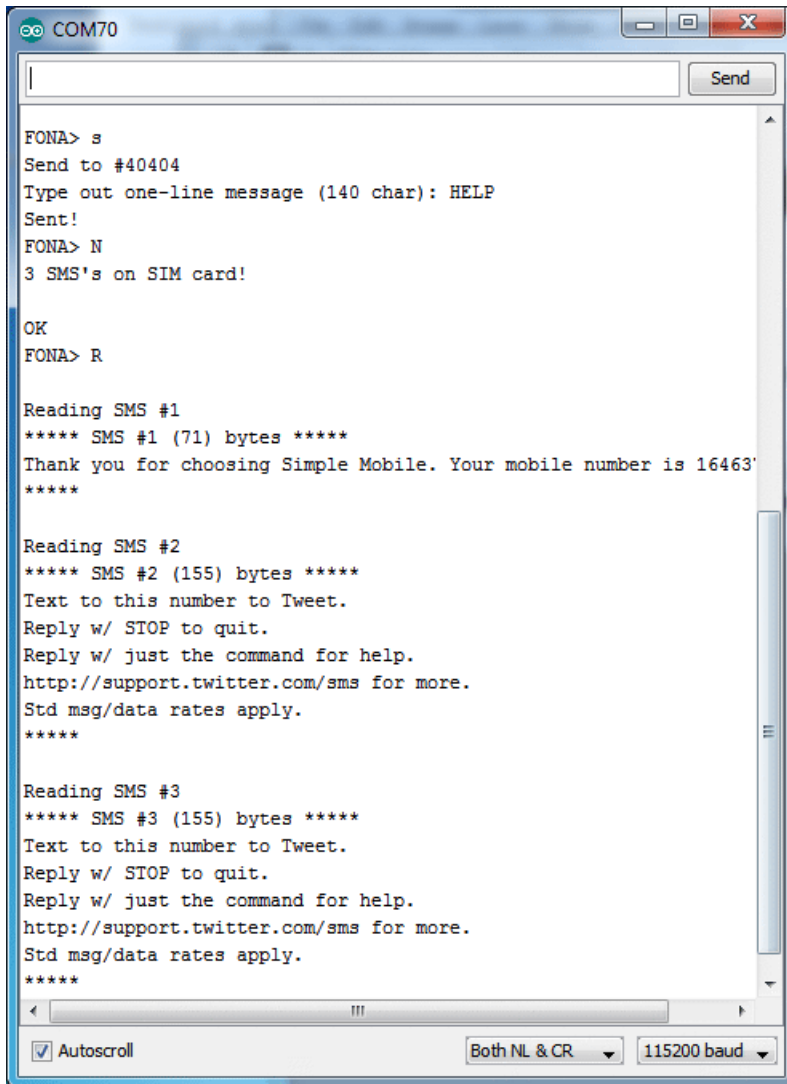 COM70
Send
FONA> s
Send to #40404
Type out one-line message (140 char): HELP
Sent!
FONA> N
3 SMS's on SIM card!
OK
FONA> R
Reading SMS #1
***** SMS #1 (71) bytes *****
Thank you for choosing Simple Mobile. Your mobile number is 16463
*****
Reading SMS #2
***** SMS #2 (155) bytes *****
Text to this number to Tweet.
Reply w/ STOP to quit.
Reply w/ just the command for help.
http://support.twitter.com/sms for more.
Std msg/data rates apply.
*****
Reading SMS #3
***** SMS #3 (155) bytes *****
Text to this number to Tweet.
Reply w/ STOP to quit.
Reply w/ just the command for help.
http://support.twitter.com/sms for more.
Std msg/data rates apply.
*****
Autoscroll
Both NL & CR
115200 baud